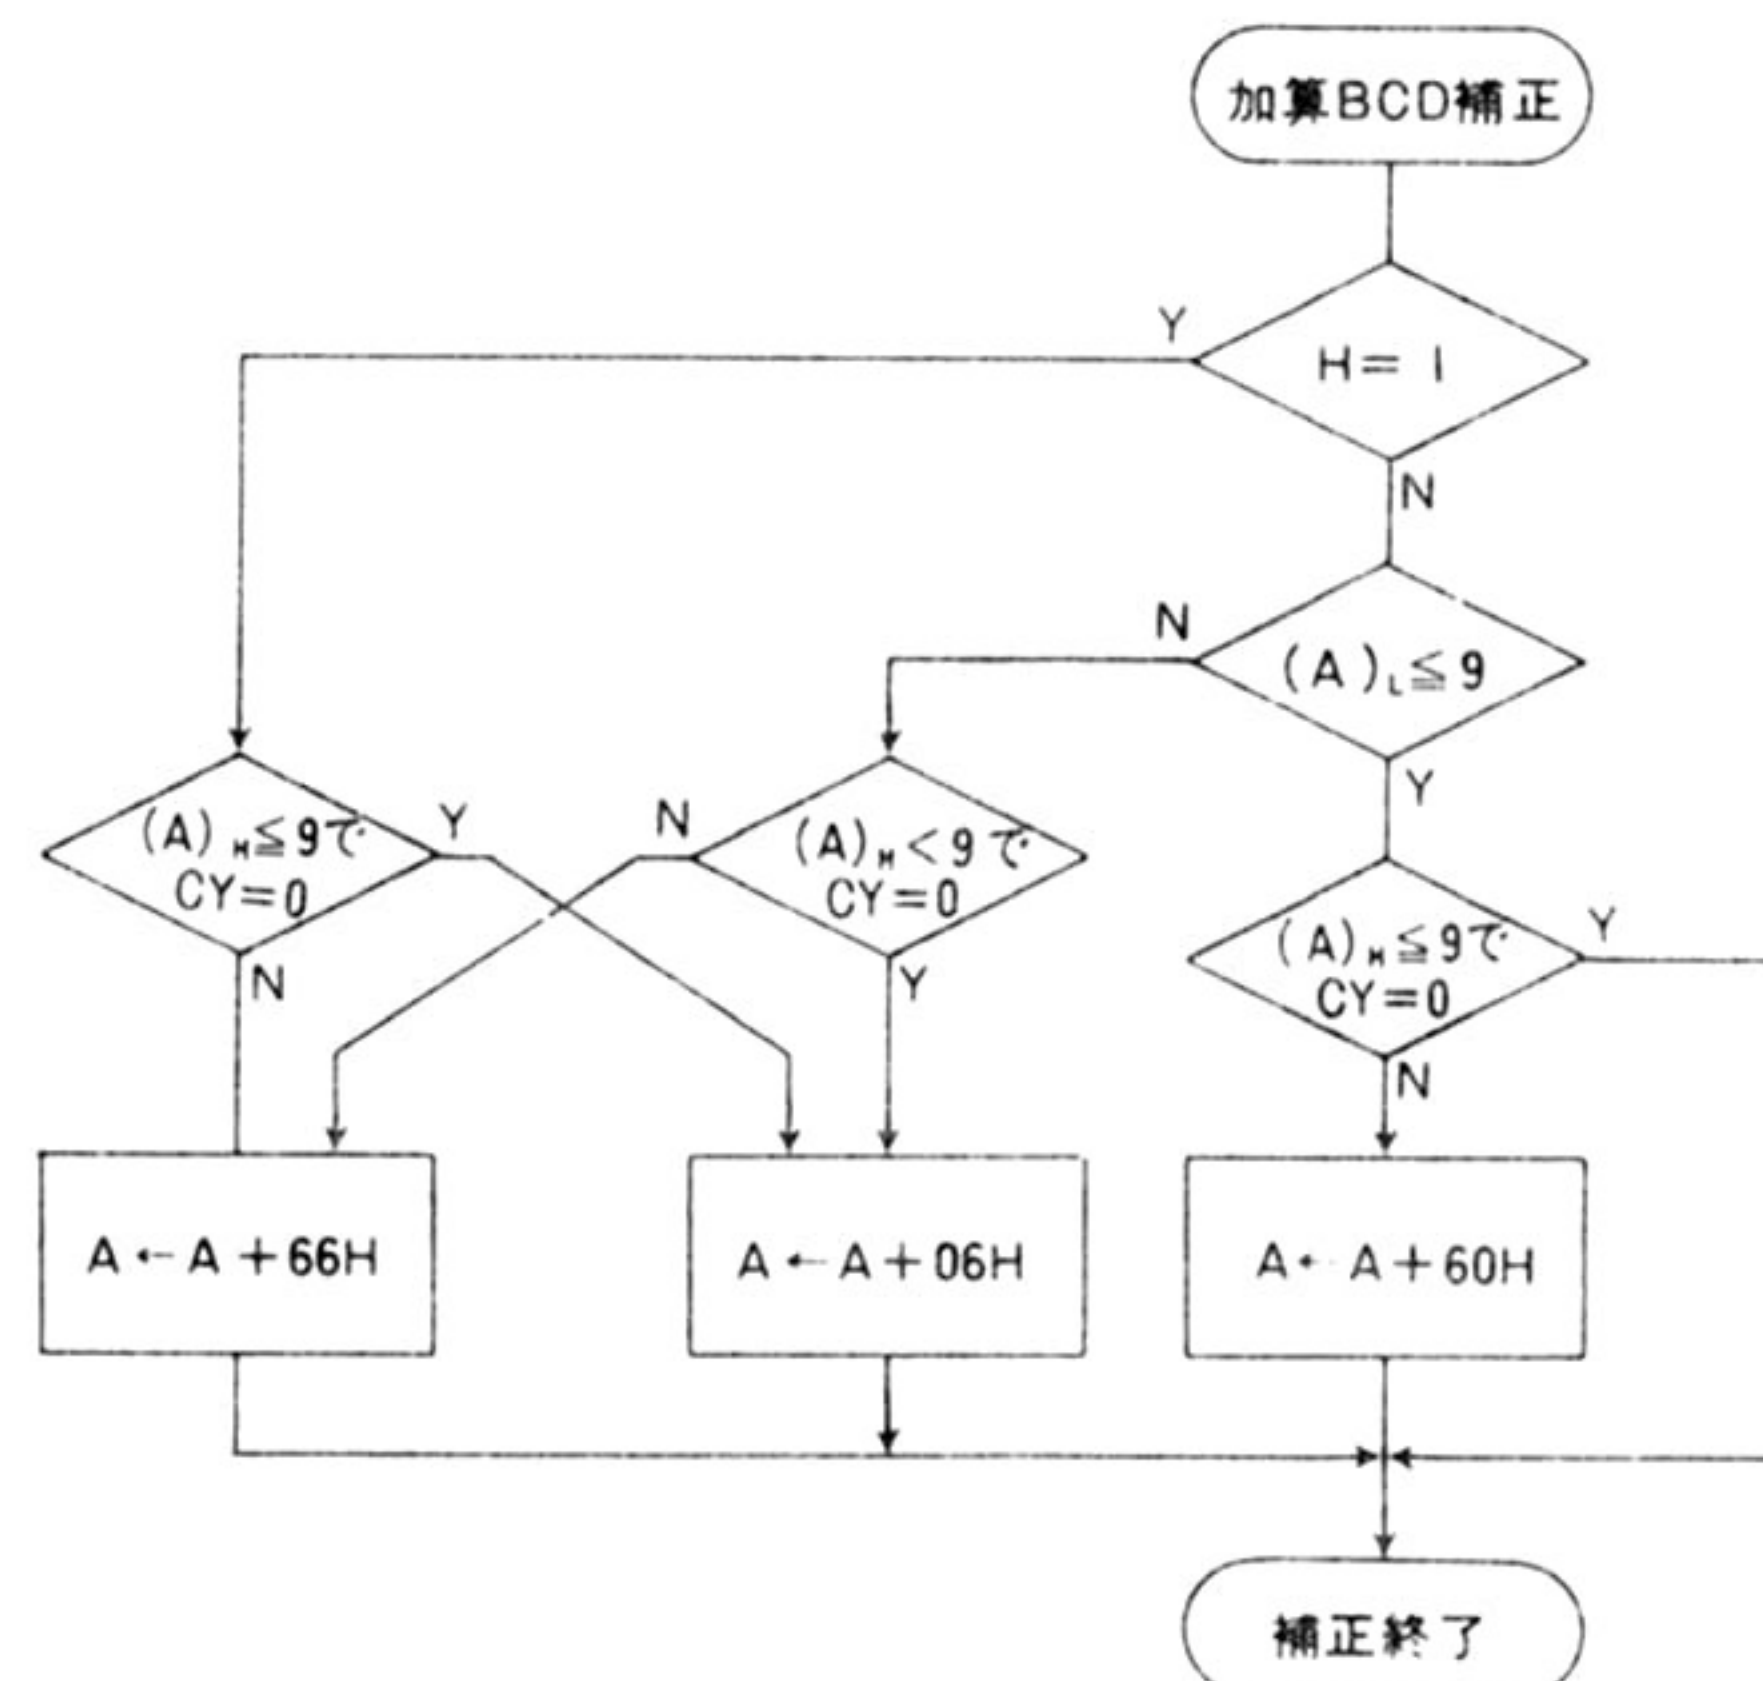 加算BCD補正
Y
H=1
N
N
(A)L≦9
Y
(A)H≦9で
CY=0
Y
N
N
(A)H<9で
CY=0
Y
(A)H≦9で
CY=0
Y
N
A←A+66H
A←A+06H
A←A+60H
補正終了